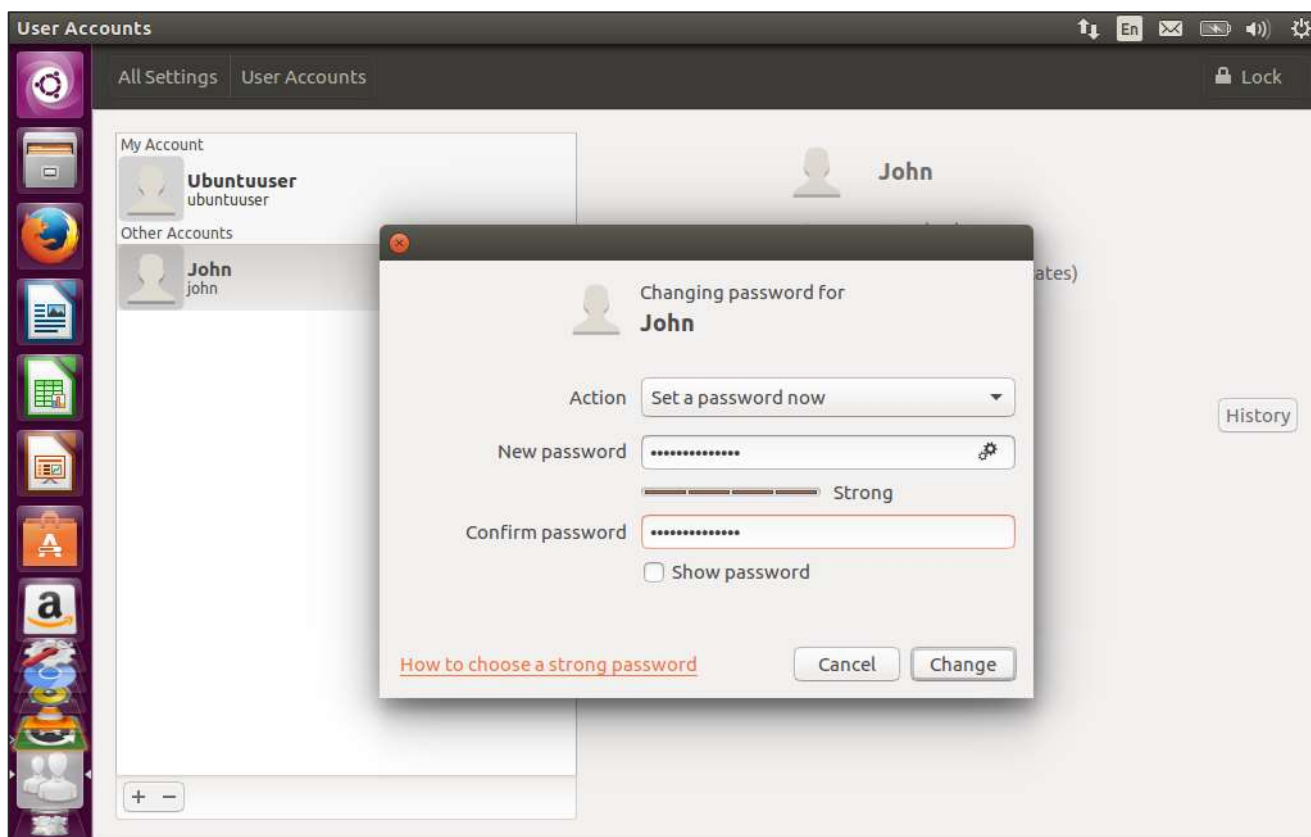 User Accounts
En
All Settings User Accounts
Lock
My Account
Ubuntuuser
ubuntuuser
Other Accounts
John
john
John
ates)
History
Changing password for
John
Action Set a password now
New password ••••••••••••••
Strong
Confirm password ••••••••••••••
Show password
How to choose a strong password Cancel Change
+ −